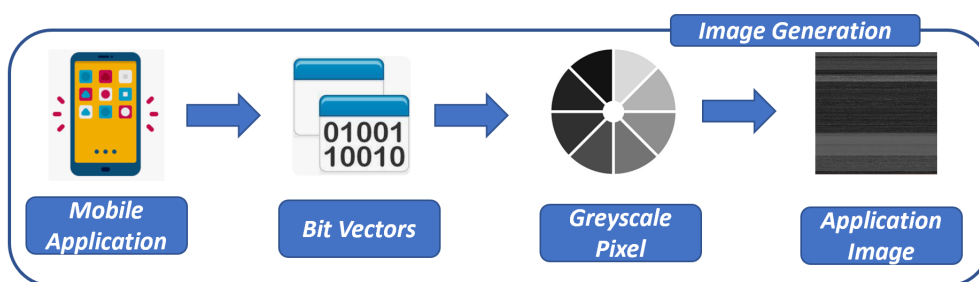 Image Generation
01001
10010
Mobile
Application
Bit Vectors
Greyscale
Pixel
Application
Image